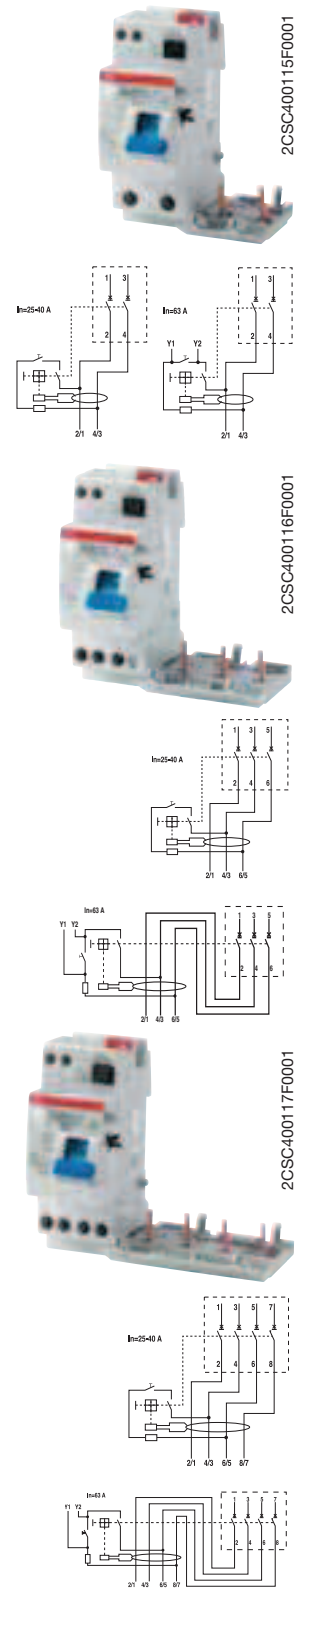 2CSC400115F0001
1 3
In=25-40 A
2 4
2/1 4/3
1 3
In=63 A
Y1 Y2
2 4
2/1 4/3
2CSC400116F0001
1 3 5
In=25-40 A
2 4 6
2/1 4/3 6/5
In=63 A
Y1 Y2
1 3 5
2 4 6
2/1 4/3 6/5
2CSC400117F0001
1 3 5 7
In=25-40 A
2 4 6 8
2/1 4/3 6/5 8/7
In=63 A
Y1 Y2
1 3 5 7
2 4 6 8
2/1 4/3 6/5 8/7